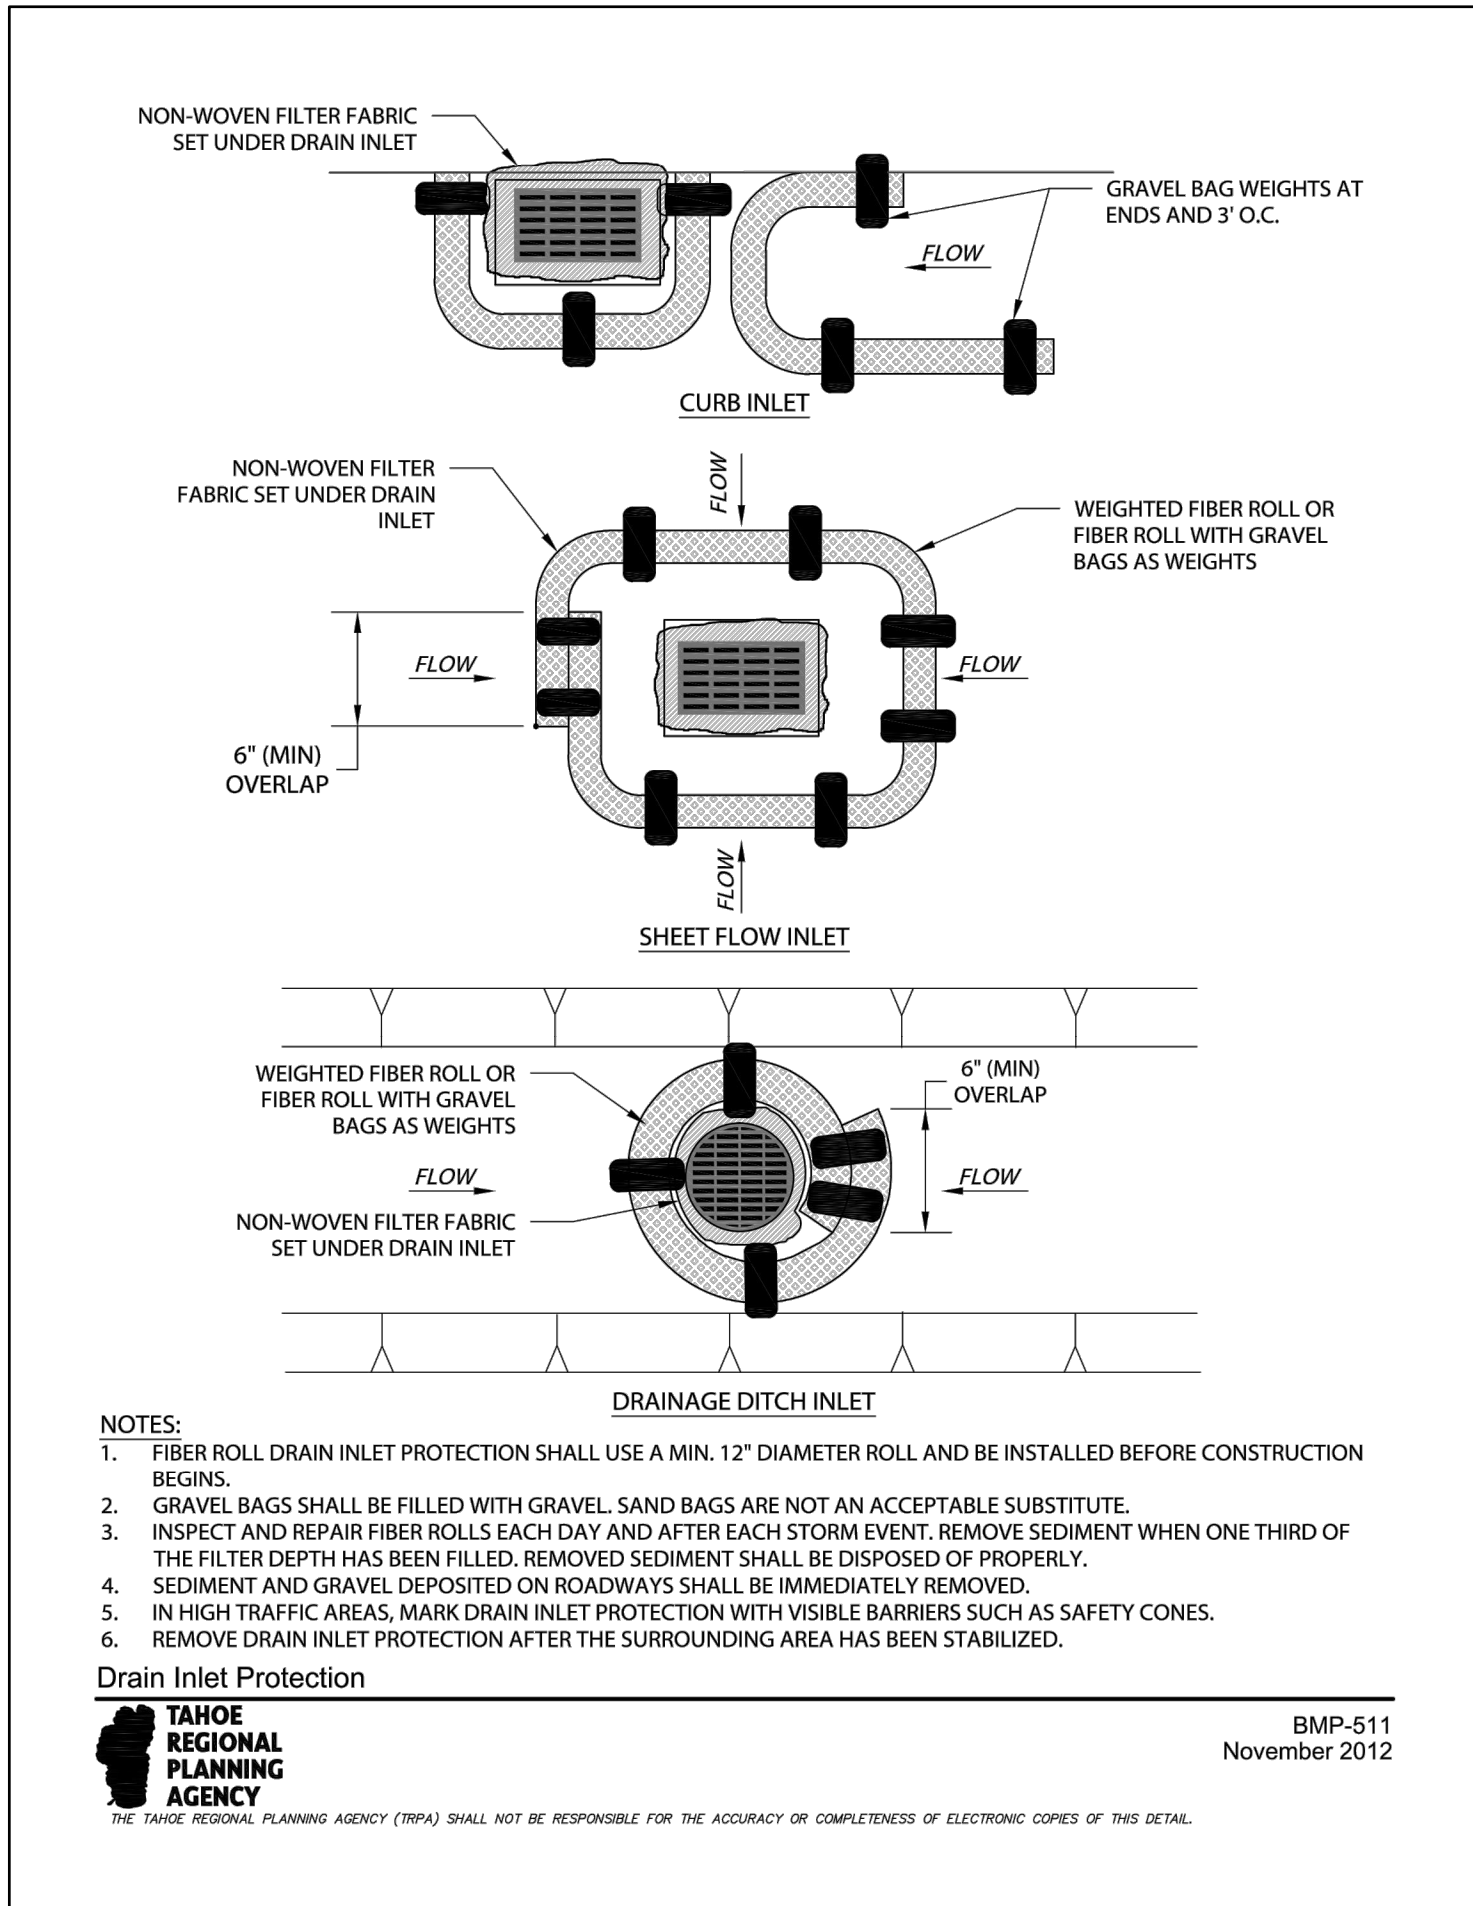 NON-WOVEN FILTER FABRIC
SET UNDER DRAIN INLET
GRAVEL BAG WEIGHTS AT
ENDS AND 3' O.C.
FLOW
CURB INLET
NON-WOVEN FILTER
FABRIC SET UNDER DRAIN
INLET
FLOW
WEIGHTED FIBER ROLL OR
FIBER ROLL WITH GRAVEL
BAGS AS WEIGHTS
FLOW
FLOW
6" (MIN)
OVERLAP
FLOW
SHEET FLOW INLET
WEIGHTED FIBER ROLL OR
FIBER ROLL WITH GRAVEL
BAGS AS WEIGHTS
6" (MIN)
OVERLAP
FLOW
FLOW
NON-WOVEN FILTER FABRIC
SET UNDER DRAIN INLET
DRAINAGE DITCH INLET
NOTES:
1. FIBER ROLL DRAIN INLET PROTECTION SHALL USE A MIN. 12" DIAMETER ROLL AND BE INSTALLED BEFORE CONSTRUCTION
BEGINS.
2. GRAVEL BAGS SHALL BE FILLED WITH GRAVEL. SAND BAGS ARE NOT AN ACCEPTABLE SUBSTITUTE.
3. INSPECT AND REPAIR FIBER ROLLS EACH DAY AND AFTER EACH STORM EVENT. REMOVE SEDIMENT WHEN ONE THIRD OF
THE FILTER DEPTH HAS BEEN FILLED. REMOVED SEDIMENT SHALL BE DISPOSED OF PROPERLY.
4. SEDIMENT AND GRAVEL DEPOSITED ON ROADWAYS SHALL BE IMMEDIATELY REMOVED.
5. IN HIGH TRAFFIC AREAS, MARK DRAIN INLET PROTECTION WITH VISIBLE BARRIERS SUCH AS SAFETY CONES.
6. REMOVE DRAIN INLET PROTECTION AFTER THE SURROUNDING AREA HAS BEEN STABILIZED.
Drain Inlet Protection
TAHOE
REGIONAL
PLANNING
AGENCY
BMP-511
November 2012
THE TAHOE REGIONAL PLANNING AGENCY (TRPA) SHALL NOT BE RESPONSIBLE FOR THE ACCURACY OR COMPLETENESS OF ELECTRONIC COPIES OF THIS DETAIL.